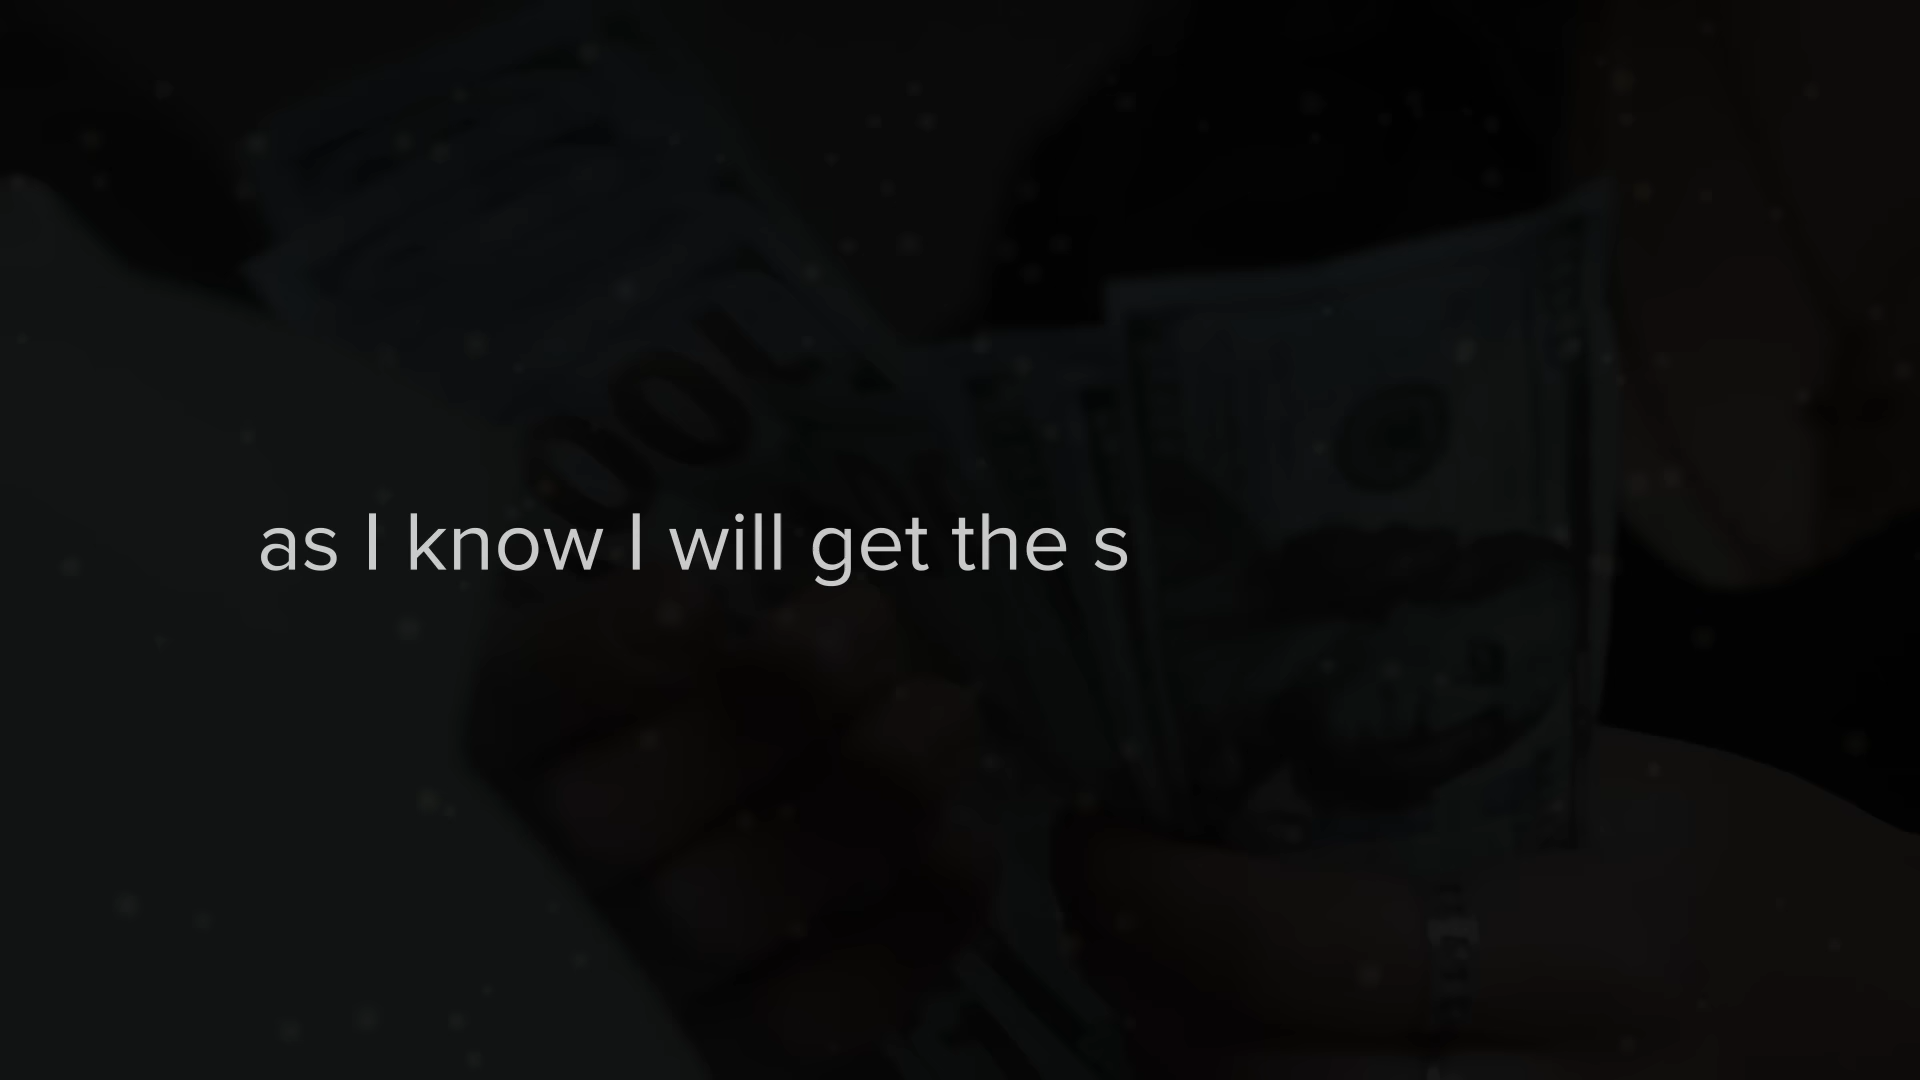 as I know I will get the s